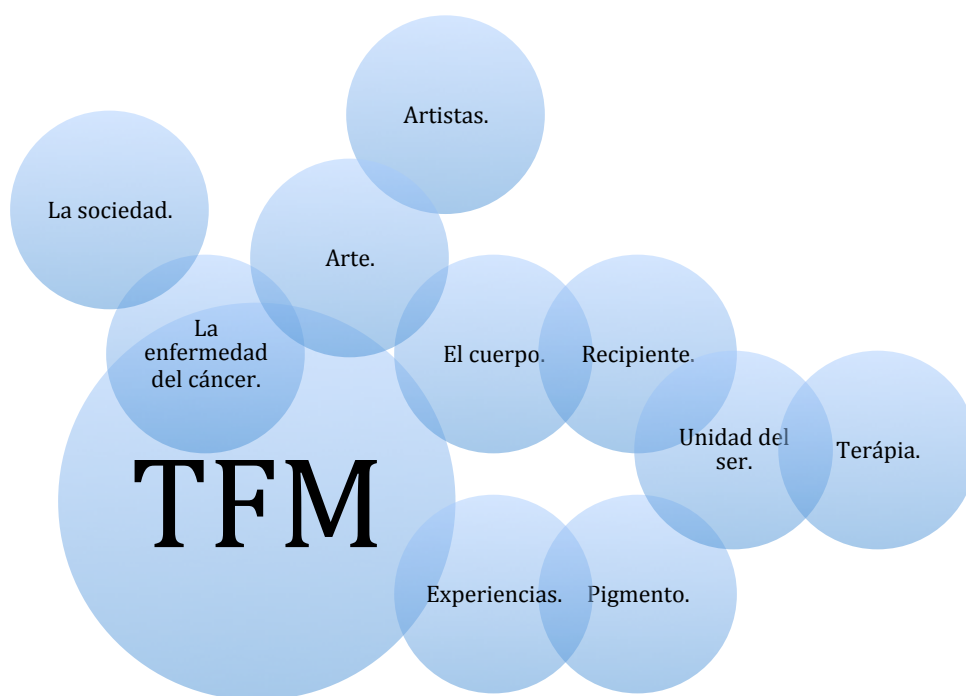 Artistas.
La sociedad.
Arte.
La
enfermedad
del cáncer.
El cuerpo.
Recipiente.
Unidad del
ser.
Terápia.
TFM
Experiencias.
Pigmento.